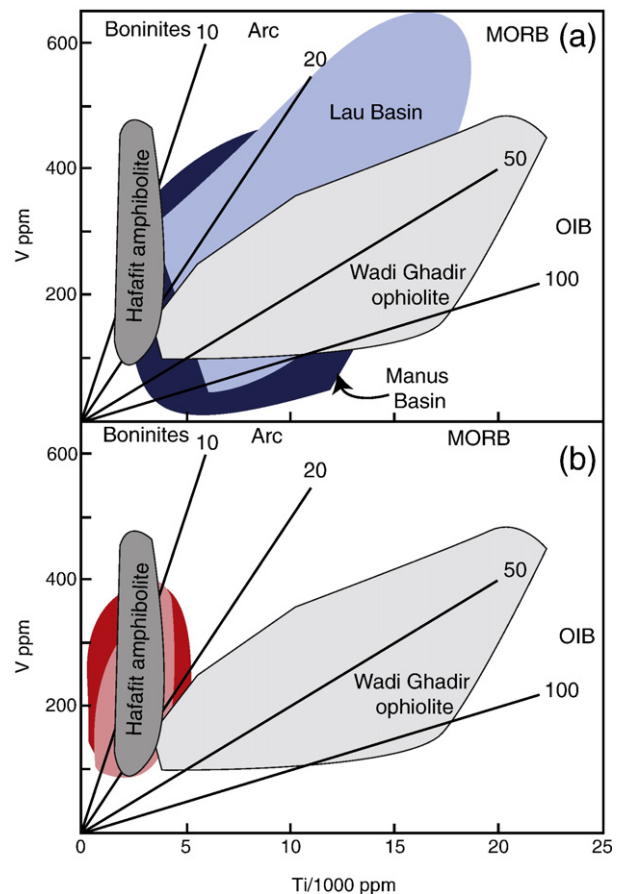 600
Boninites
10
Arc
MORB
(a)
20
Lau Basin
400
50
V ppm
Hafafit amphibolite
OIB
Wadi Ghadir
ophiolite
100
200
Manus
Basin
Boninites
10
Arc
MORB
(b)
600
20
400
50
V ppm
Hafafit amphibolite
OIB
Wadi Ghadir
ophiolite
100
200
0
5
10
15
20
25
Ti/1000 ppm